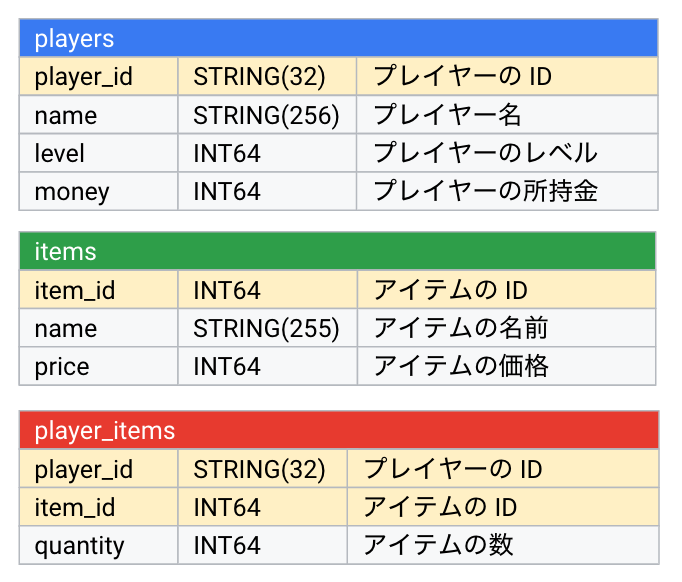 players
player_id STRING(32) プレイヤーの ID
name STRING(256) プレイヤー名
level INT64 プレイヤーのレベル
money INT64 プレイヤーの所持金
items
item_id INT64 アイテムの ID
name STRING(255) アイテムの名前
price INT64 アイテムの価格
player_items
player_id STRING(32) プレイヤーの ID
item_id INT64 アイテムの ID
quantity INT64 アイテムの数